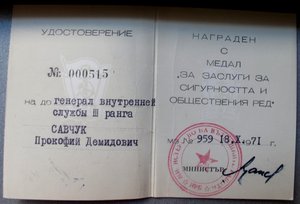 УДОСТОВЕРЕНИЕ
№ 000515
на до генерал внутренней
службы III ранга
САВЧУК
Прокофий Демидович
НАГРАДЕН
С
МЕДАЛ
„ЗА ЗАСЛУГИ ЗА
СИГУРНОСТТА И
ОБЩЕСТВЕНИЯ РЕД"
№ 959 18.X.1971 г.
МИНИСТЪР: